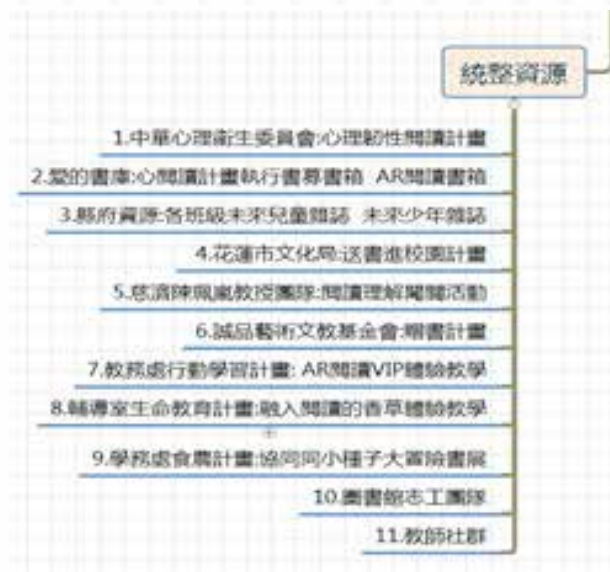 統整資源
1.中華心理衛生委員會:心理韌性閱讀計畫
2.愛的書庫:心閱讀計畫執行書募書箱 AR閱讀書箱
3.縣府資源:各班級未來兒童雜誌 未來少年雜誌
4.花蓮市文化局:送書進校園計畫
5.慈濟陳珮嵐教授團隊:閱讀理解闖關活動
6.誠品藝術文教基金會:贈書計畫
7.教務處行動學習計畫: AR閱讀VIP體驗教學
8.輔導室生命教育計畫:融入閱讀的香草體驗教學
9.學務處食農計畫:協同同小種子大冒險書展
10.圖書館志工團隊
11.教師社群